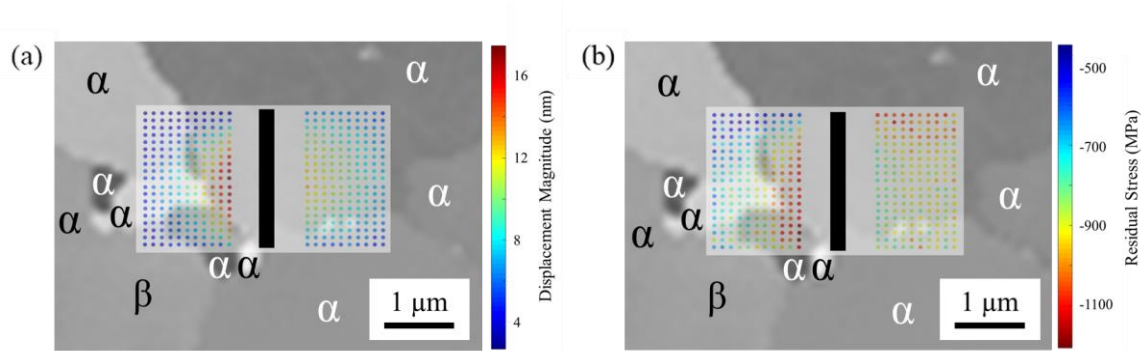 (a)
α
α
α
α
α
α
α
α
α
β
1 μm
16
12
8
4
Displacement Magnitude (nm)
(b)
α
α
α
α
α
α
α
α
α
β
1 μm
-500
-700
-900
-1100
Residual Stress (MPa)